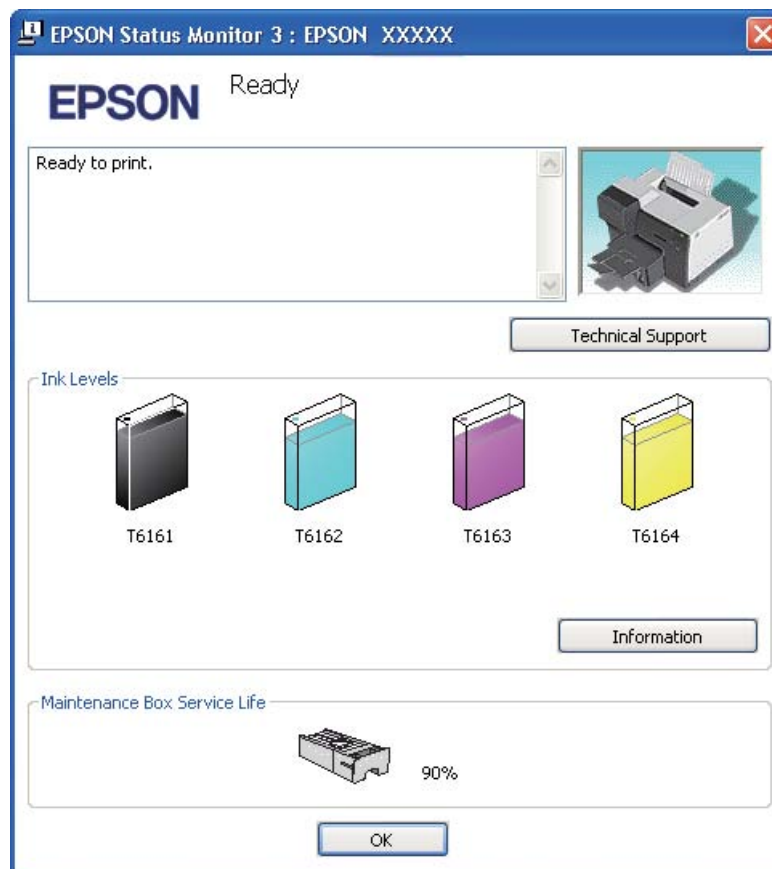 EPSON Status Monitor 3 : EPSON XXXXX
EPSON
Ready
Ready to print.
Technical Support
Ink Levels
T6161
T6162
T6163
T6164
Information
Maintenance Box Service Life
90%
OK